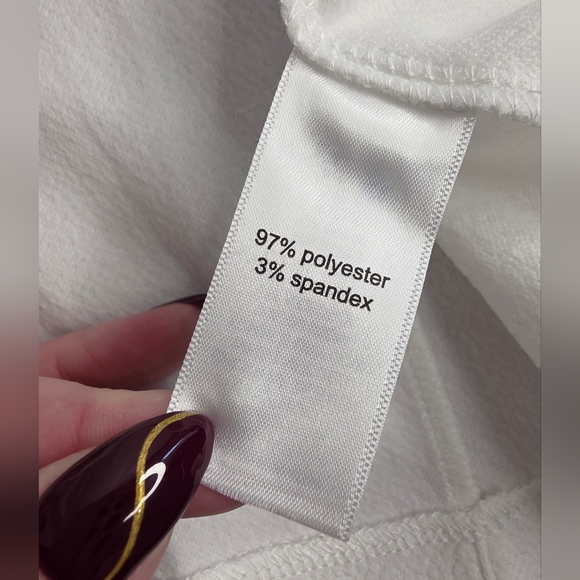 97% polyester
3% spandex